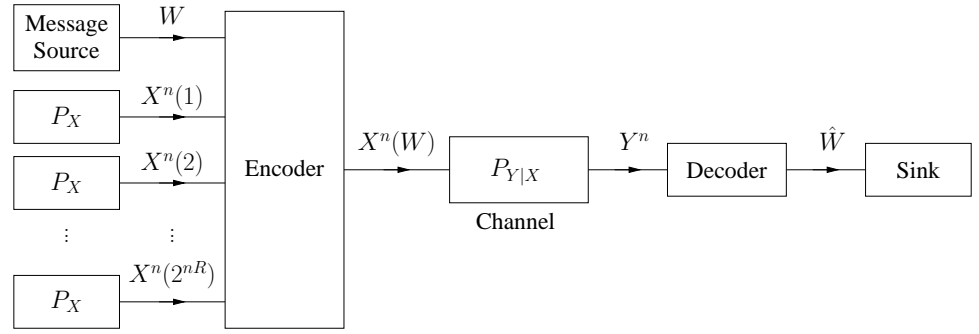 Message
Source
W
P_X
X^n(1)
P_X
X^n(2)
⋮
⋮
P_X
X^n(2^{nR})
Encoder
X^n(W)
P_{Y|X}
Channel
Y^n
Decoder
Ŵ
Sink